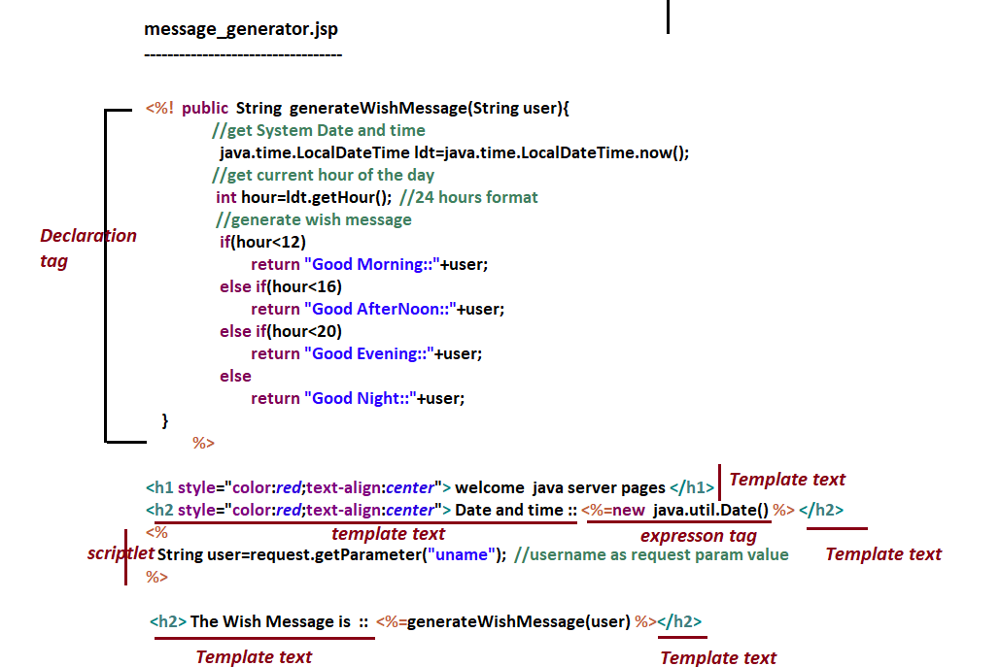 message_generator.jsp
----------------------------------
<%! public String generateWishMessage(String user){
//get System Date and time
java.time.LocalDateTime ldt=java.time.LocalDateTime.now();
//get current hour of the day
int hour=ldt.getHour(); //24 hours format
//generate wish message
if(hour<12)
Declaration
tag
return "Good Morning::"+user;
else if(hour<16)
return "Good AfterNoon::"+user;
else if(hour<20)
return "Good Evening::"+user;
else
return "Good Night::"+user;
}
%>
<h1 style="color:red;text-align:center"> welcome java server pages </h1> Template text
<h2 style="color:red;text-align:center"> Date and time :: <%=new java.util.Date() %> </h2>
<% template text expresson tag
scriptlet String user=request.getParameter("uname"); //username as request param value Template text
%>
<h2> The Wish Message is :: <%=generateWishMessage(user) %></h2>
Template text Template text